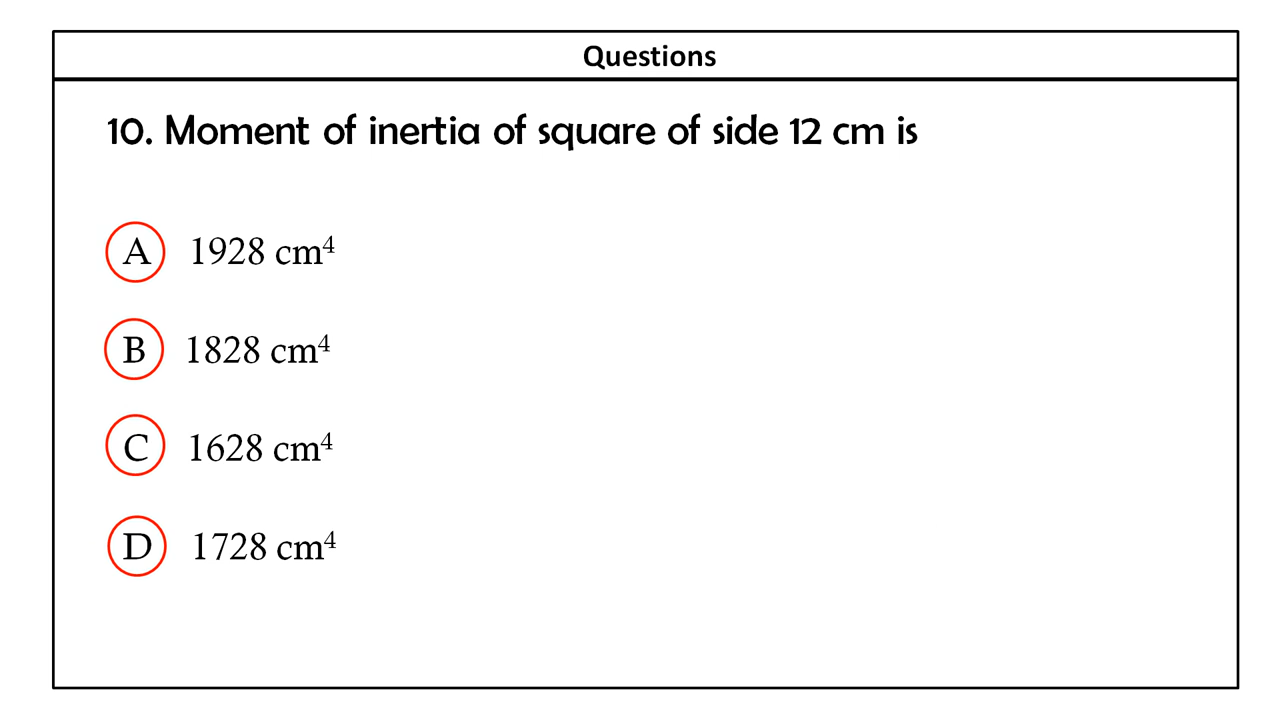 Questions
10. Moment of inertia of square of side 12 cm is
A 1928 cm⁴
B 1828 cm⁴
C 1628 cm⁴
D 1728 cm⁴